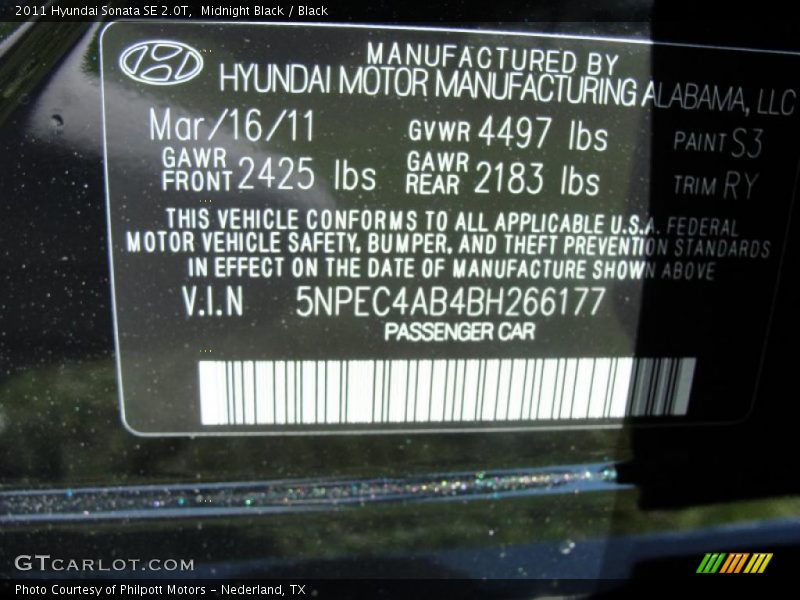 2011 Hyundai Sonata SE 2.0T, Midnight Black / Black
MANUFACTURED BY
HYUNDAI MOTOR MANUFACTURING ALABAMA, LLC
Mar/16/11 GVWR 4497 lbs PAINT S3
GAWR FRONT 2425 lbs GAWR REAR 2183 lbs TRIM RY
THIS VEHICLE CONFORMS TO ALL APPLICABLE U.S.A. FEDERAL
MOTOR VEHICLE SAFETY, BUMPER, AND THEFT PREVENTION STANDARDS
IN EFFECT ON THE DATE OF MANUFACTURE SHOWN ABOVE
V.I.N 5NPEC4AB4BH266177
PASSENGER CAR
GTCARLOT.COM
Photo Courtesy of Philpott Motors - Nederland, TX